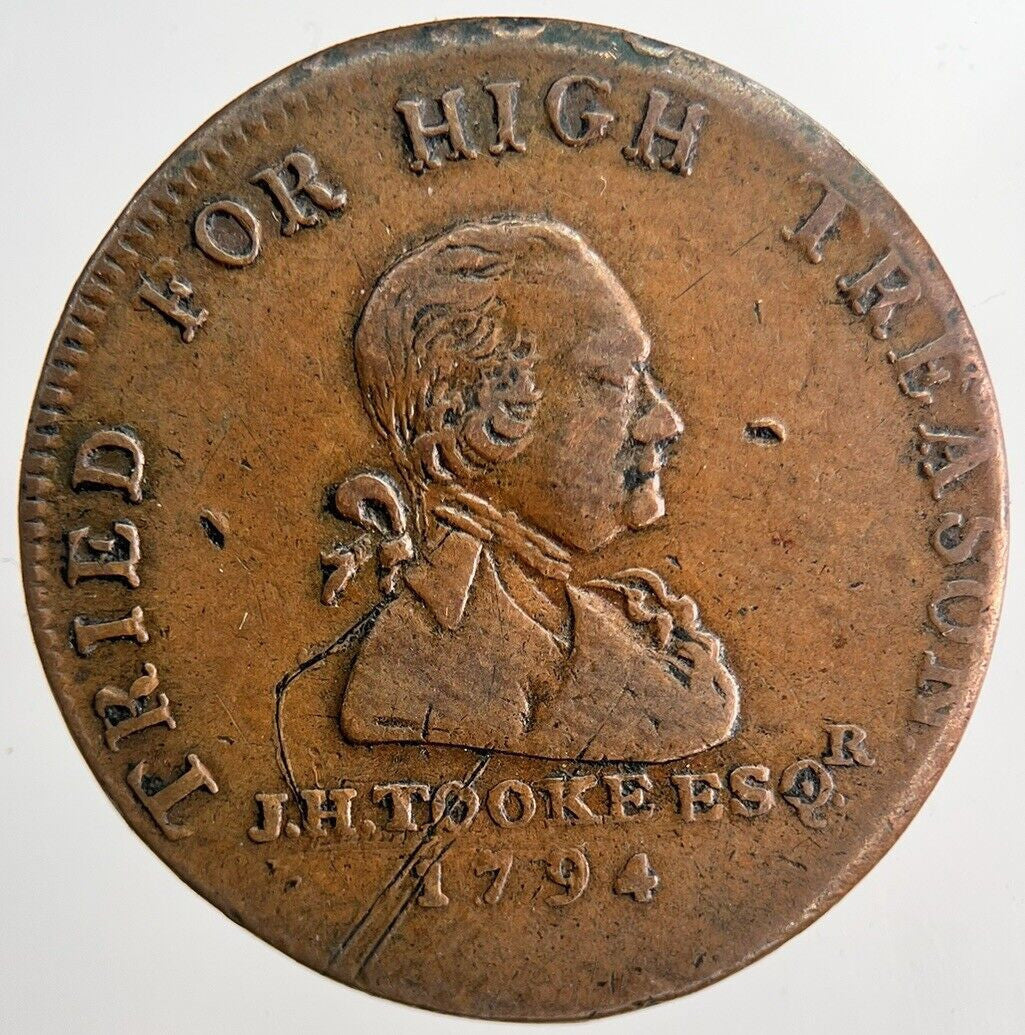 TRIED FOR HIGH TREASON.
J.H.TOOKE ESQ.R
1794